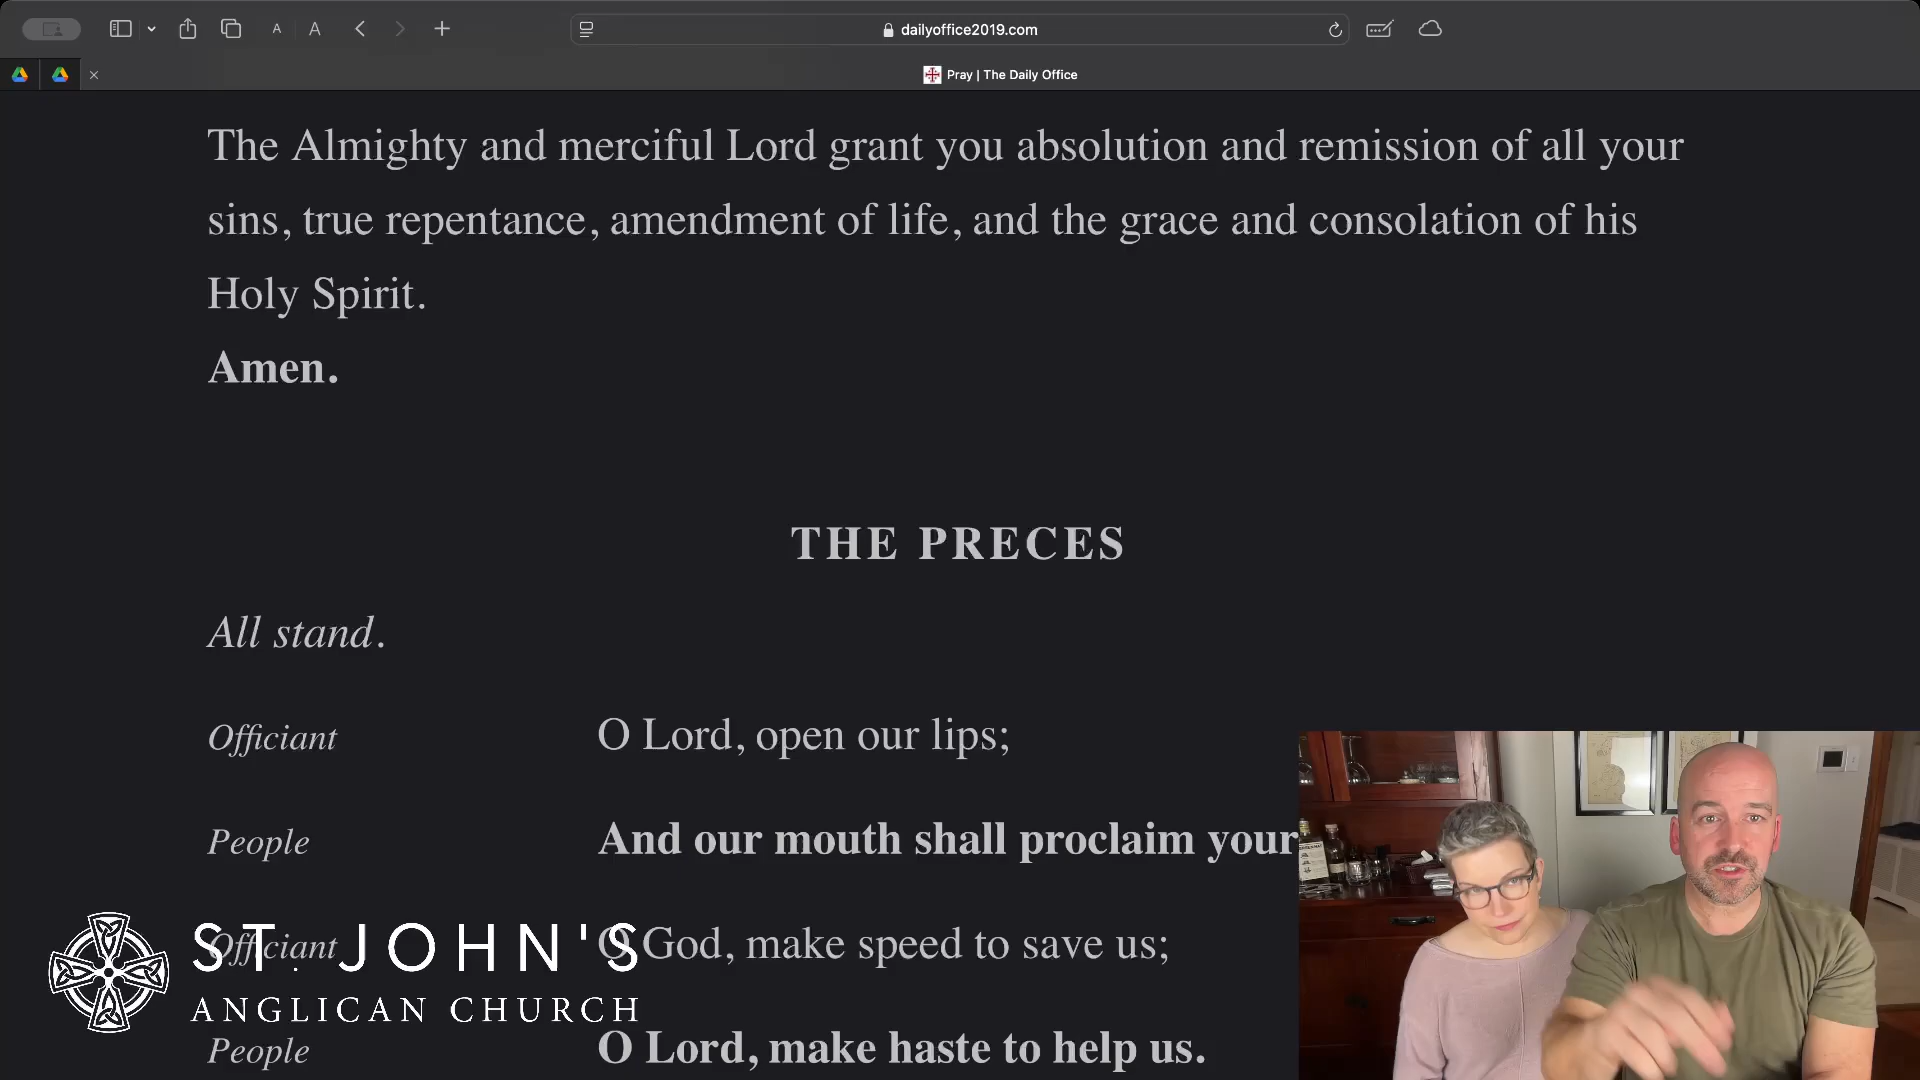 A A
dailyoffice2019.com
Pray | The Daily Office
The Almighty and merciful Lord grant you absolution and remission of all your
sins, true repentance, amendment of life, and the grace and consolation of his
Holy Spirit.
Amen.
THE PRECES
All stand.
Officiant O Lord, open our lips;
People And our mouth shall proclaim your
Officiant O God, make speed to save us;
ST. JOHN'S
ANGLICAN CHURCH
People O Lord, make haste to help us.